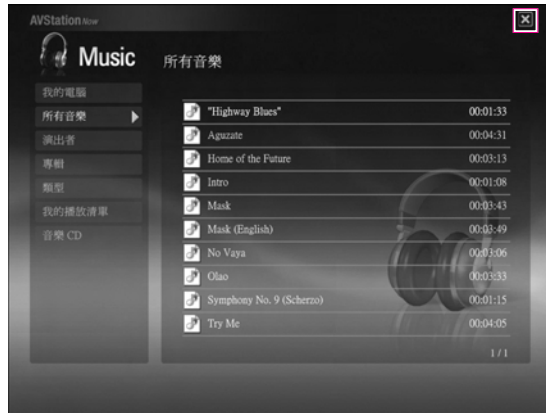 AVStation Now
Music
所有音樂
我的電腦
所有音樂
演出者
專輯
類型
我的播放清單
音樂 CD
"Highway Blues" 00:01:33
Aguzate 00:04:31
Home of the Future 00:03:13
Intro 00:01:08
Mask 00:03:43
Mask (English) 00:03:49
No Vaya 00:03:06
Olao 00:03:33
Symphony No. 9 (Scherzo) 00:01:15
Try Me 00:04:05
1 / 1